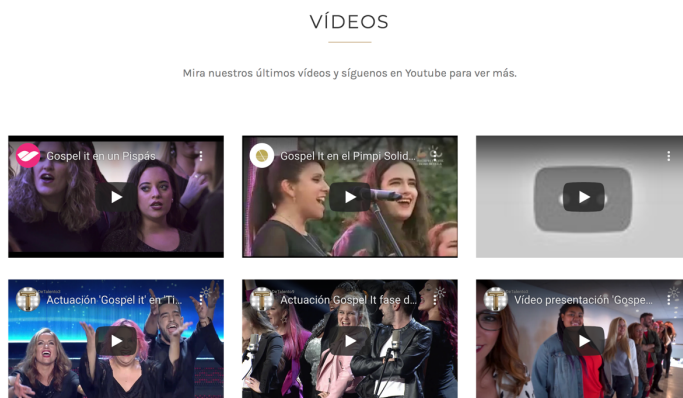 VÍDEOS
Mira nuestros últimos vídeos y síguenos en Youtube para ver más.
Gospel it en un Pispás
Gospel It en el Pimpi Solid...
Actuación 'Gospel it' en 'Ti...
Actuación Gospel It fase d...
Vídeo presentación 'Gospe...